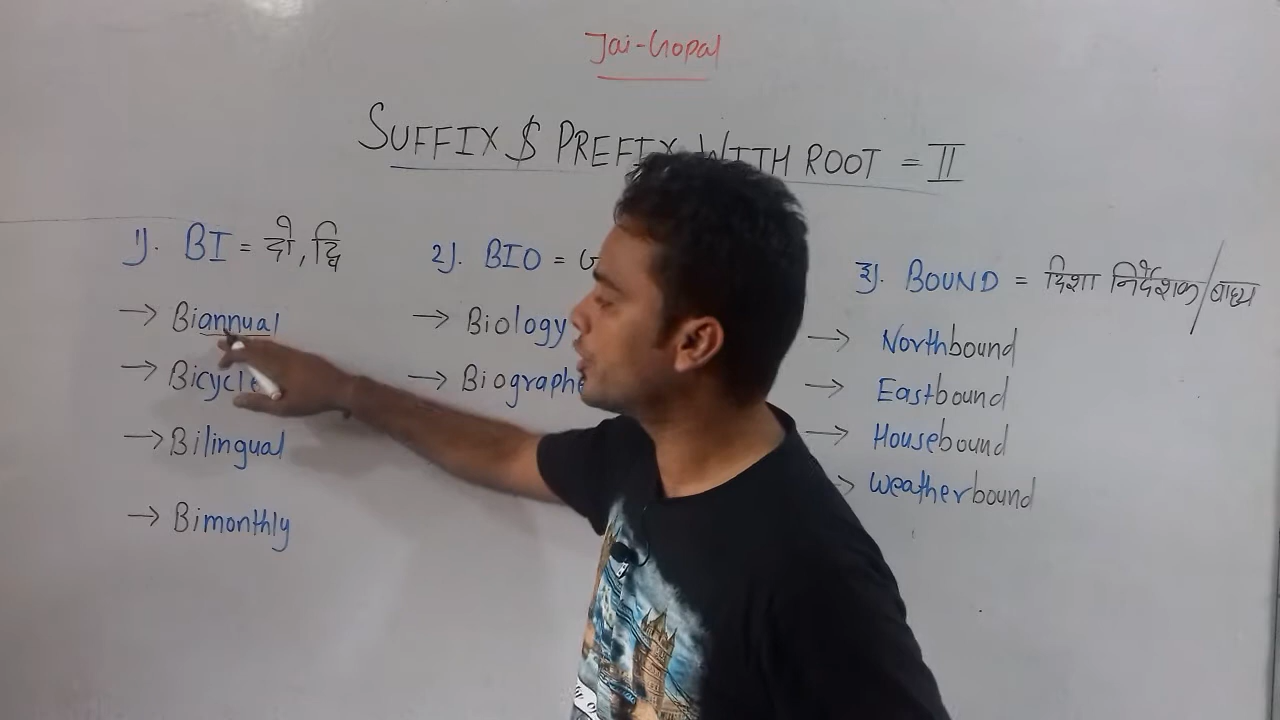 Jai-Gopal
SUFFIX $ PREFIX WITH ROOT = II
1). BI = दो, द्वि
→ Biannual
→ Bicycle
→ Bilingual
→ Bimonthly
2). BIO =
→ Biology
→ Biographe
3). BOUND = दिशा निर्देशक/बाध्य
→ Northbound
→ Eastbound
→ Housebound
→ Weatherbound